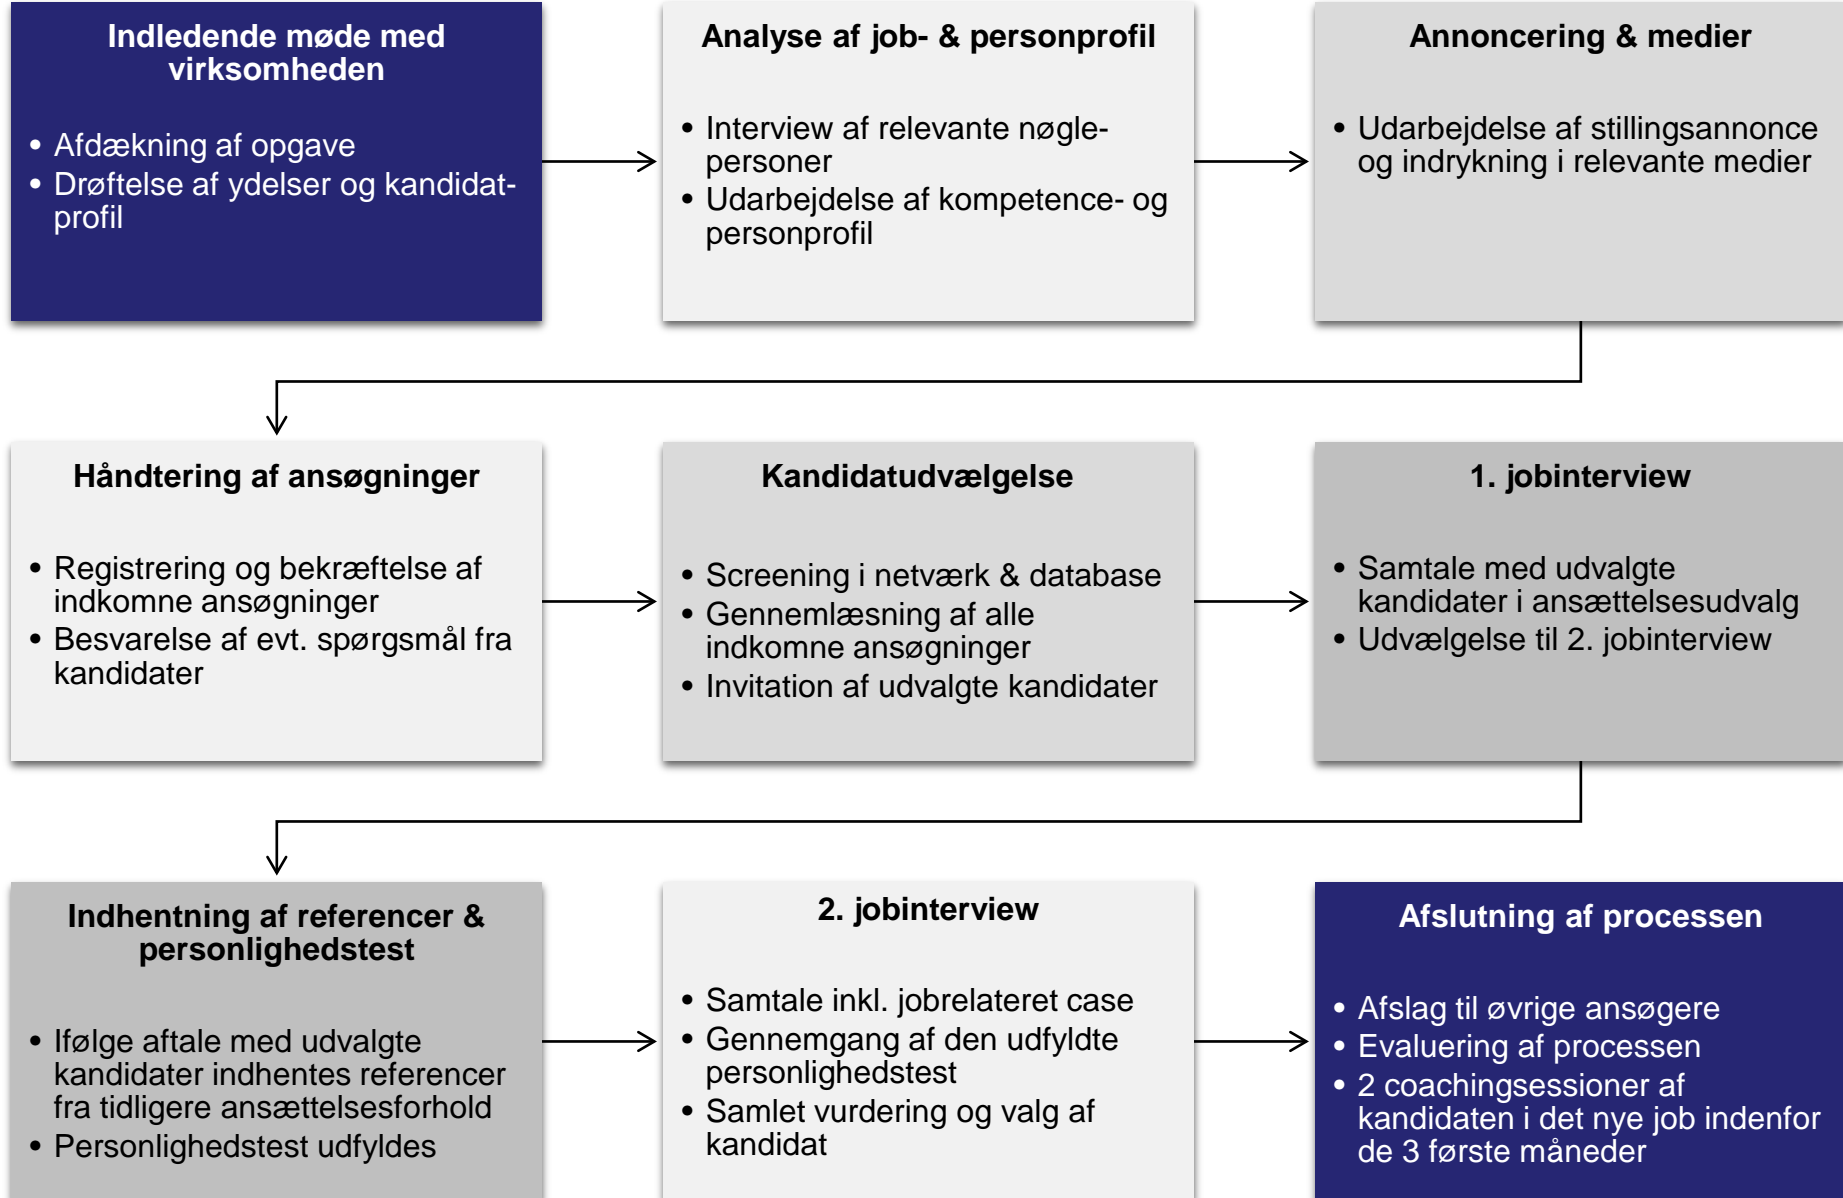 Indledende møde med
virksomheden
• Afdækning af opgave
• Drøftelse af ydelser og kandidat-
profil
Analyse af job- & personprofil
• Interview af relevante nøgle-
personer
• Udarbejdelse af kompetence- og
personprofil
Annoncering & medier
• Udarbejdelse af stillingsannonce
og indrykning i relevante medier
Håndtering af ansøgninger
• Registrering og bekræftelse af
indkomne ansøgninger
• Besvarelse af evt. spørgsmål fra
kandidater
Kandidatudvælgelse
• Screening i netværk & database
• Gennemlæsning af alle
indkomne ansøgninger
• Invitation af udvalgte kandidater
1. jobinterview
• Samtale med udvalgte
kandidater i ansættelsesudvalg
• Udvælgelse til 2. jobinterview
Indhentning af referencer &
personlighedstest
• Ifølge aftale med udvalgte
kandidater indhentes referencer
fra tidligere ansættelsesforhold
• Personlighedstest udfyldes
2. jobinterview
• Samtale inkl. jobrelateret case
• Gennemgang af den udfyldte
personlighedstest
• Samlet vurdering og valg af
kandidat
Afslutning af processen
• Afslag til øvrige ansøgere
• Evaluering af processen
• 2 coachingsessioner af
kandidaten i det nye job indenfor
de 3 første måneder